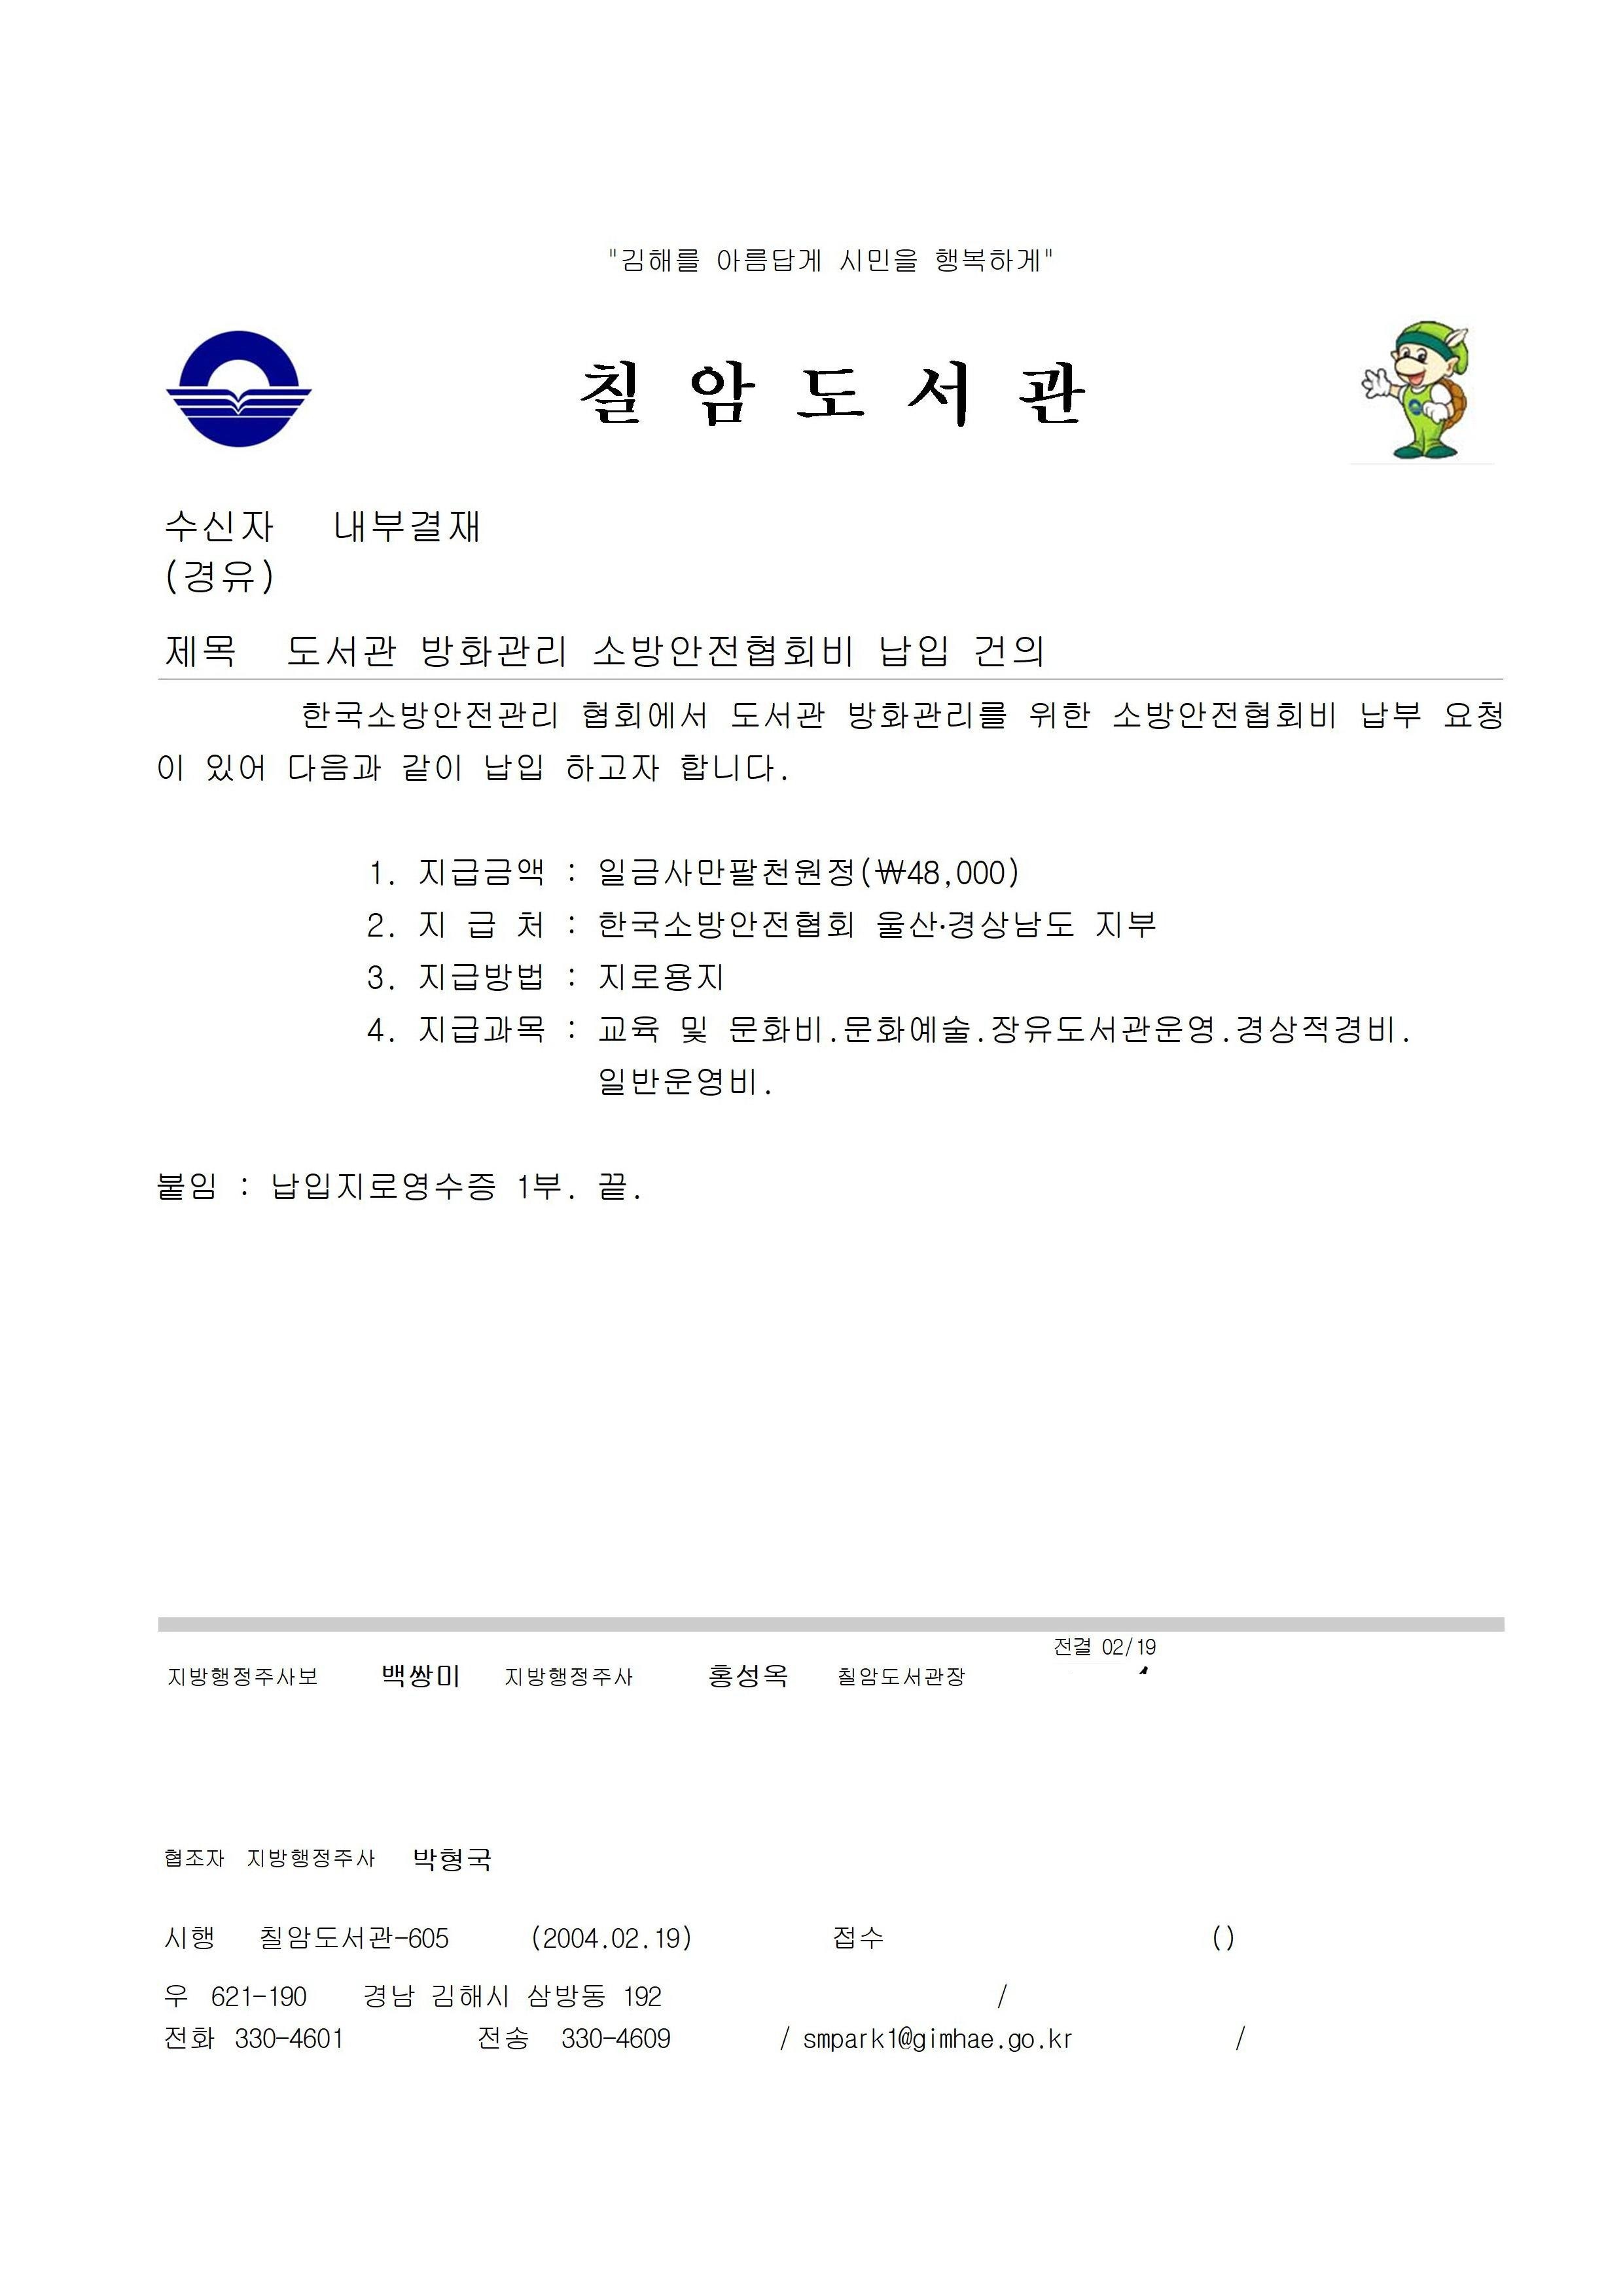 "김해를 아름답게 시민을 행복하게"
칠 암 도 서 관
수신자 내부결재
(경유)
제목 도서관 방화관리 소방안전협회비 납입 건의
한국소방안전관리 협회에서 도서관 방화관리를 위한 소방안전협회비 납부 요청
이 있어 다음과 같이 납입 하고자 합니다.
1. 지급금액 : 일금사만팔천원정(₩48,000)
2. 지 급 처 : 한국소방안전협회 울산·경상남도 지부
3. 지급방법 : 지로용지
4. 지급과목 : 교육 및 문화비.문화예술.장유도서관운영.경상적경비.
일반운영비.
붙임 : 납입지로영수증 1부. 끝.
전결 02/19
지방행정주사보 백쌍미 지방행정주사 홍성옥 칠암도서관장
협조자 지방행정주사 박형국
시행 칠암도서관-605 (2004.02.19) 접수 ()
우 621-190 경남 김해시 삼방동 192 /
전화 330-4601 전송 330-4609 / smpark1@gimhae.go.kr /